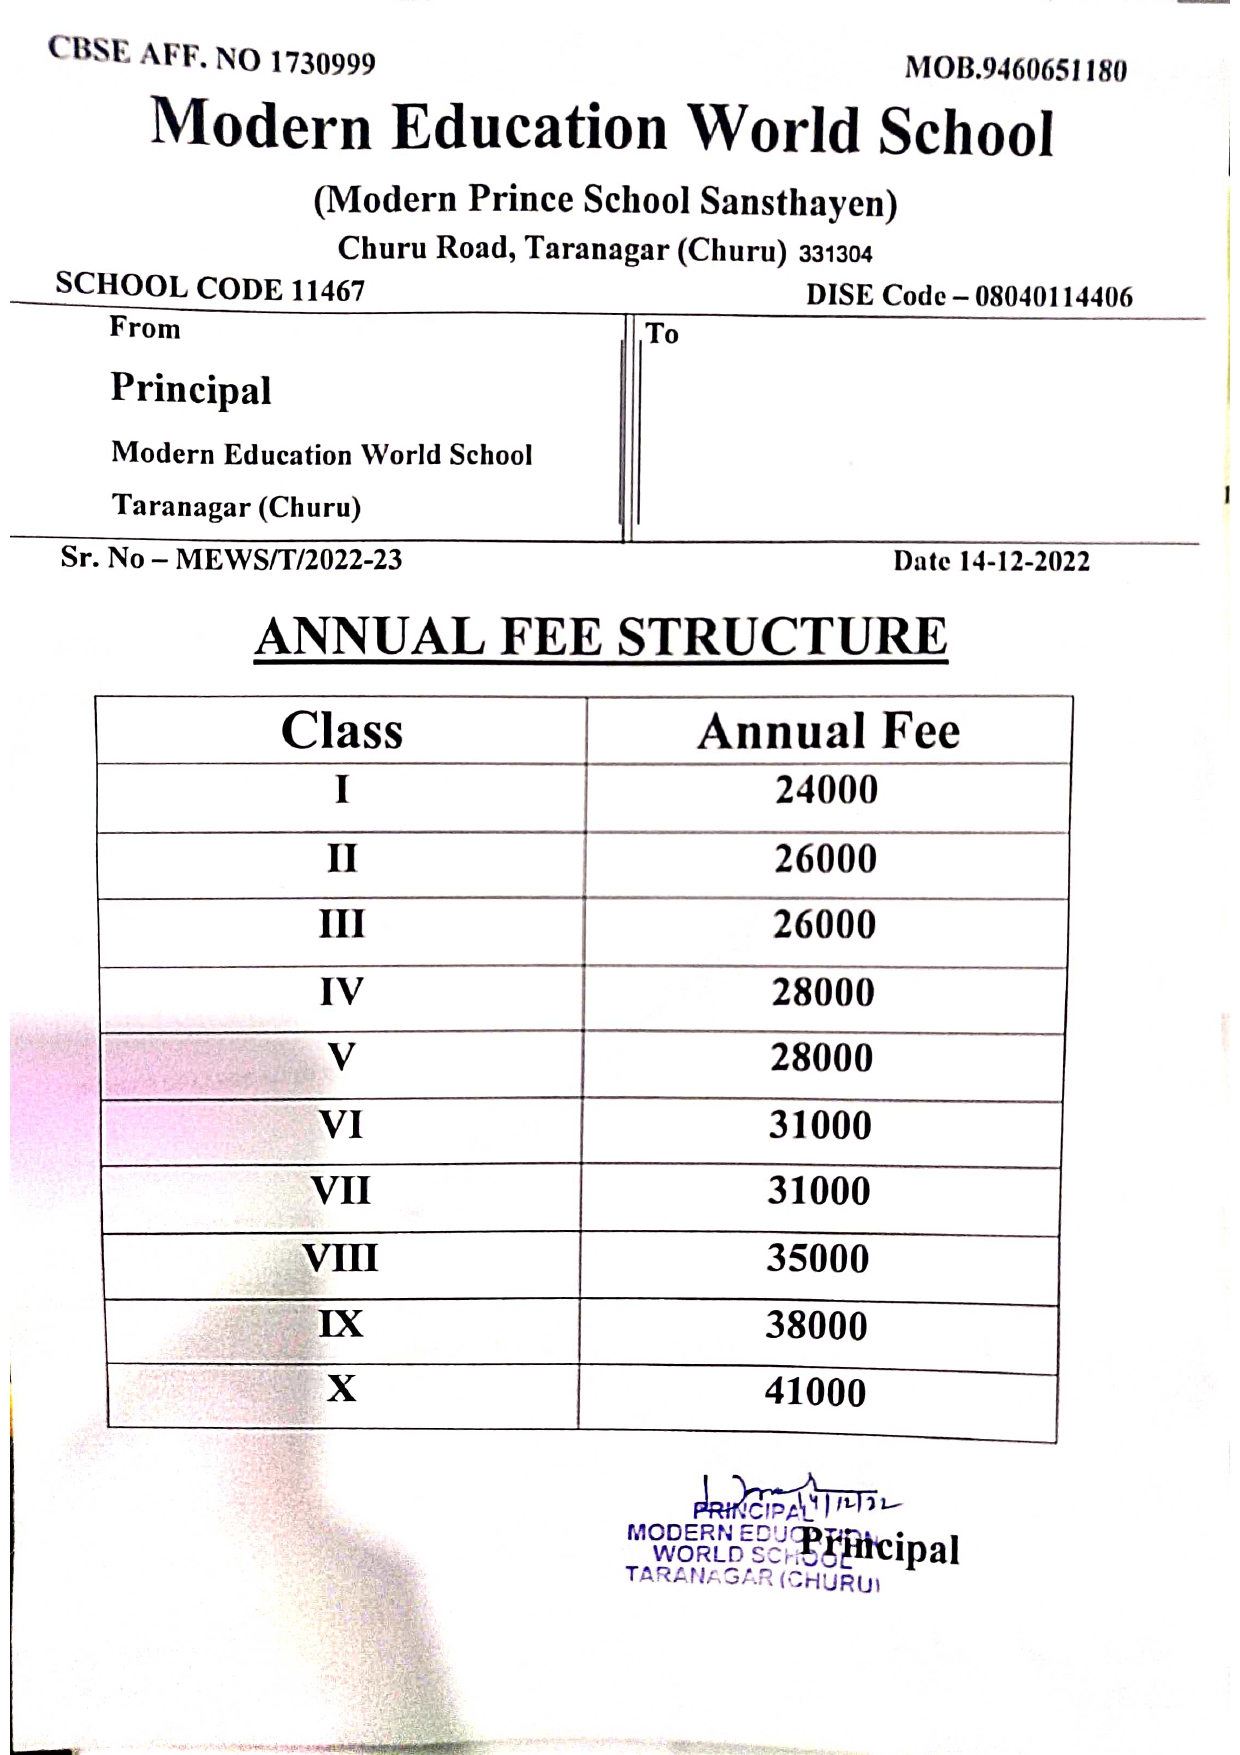 CBSE AFF. NO 1730999 MOB.9460651180
Modern Education World School
(Modern Prince School Sansthayen)
Churu Road, Taranagar (Churu) 331304
SCHOOL CODE 11467 DISE Code – 08040114406
From
Principal
Modern Education World School
Taranagar (Churu)
To
Sr. No – MEWS/T/2022-23 Date 14-12-2022
ANNUAL FEE STRUCTURE
Class Annual Fee
I 24000
II 26000
III 26000
IV 28000
V 28000
VI 31000
VII 31000
VIII 35000
IX 38000
X 41000
14/12/22
PRINCIPAL
MODERN EDUCATION
WORLD SCHOOL
TARANAGAR (CHURU)
Principal